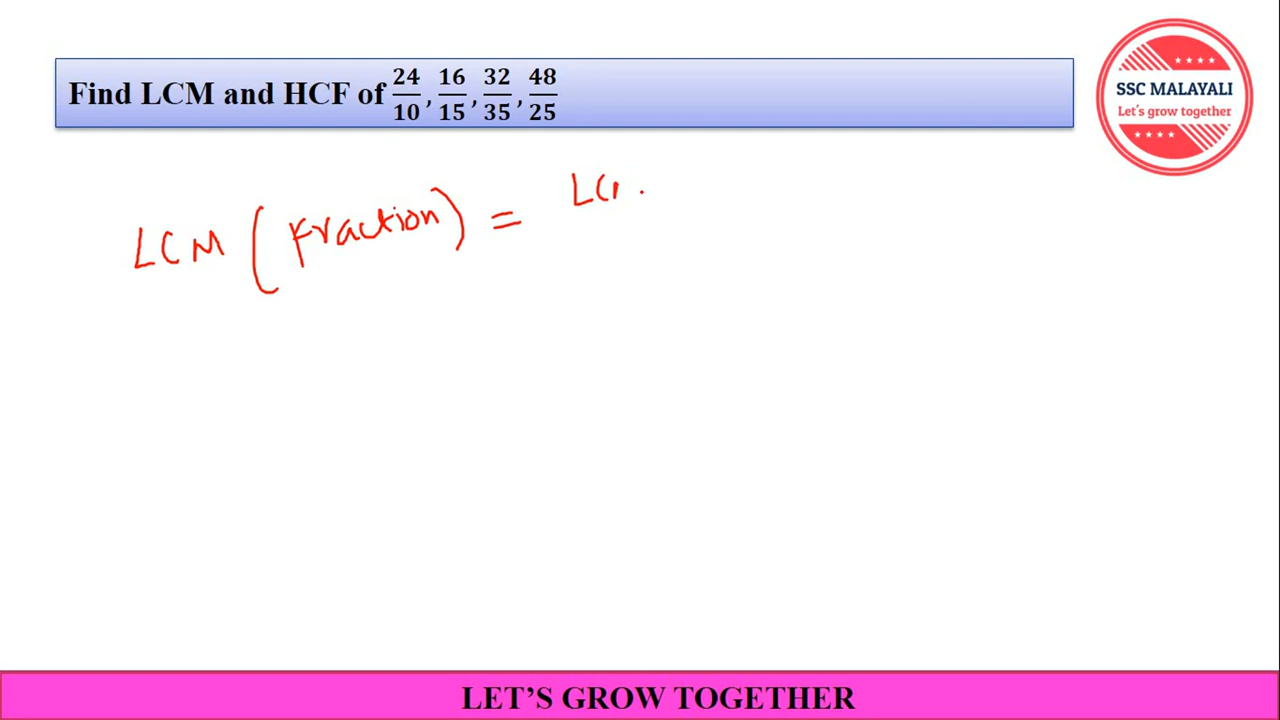 Find LCM and HCF of 24/10, 16/15, 32/35, 48/25
SSC MALAYALI
Let's grow together
LCM (Fraction) =
LET'S GROW TOGETHER